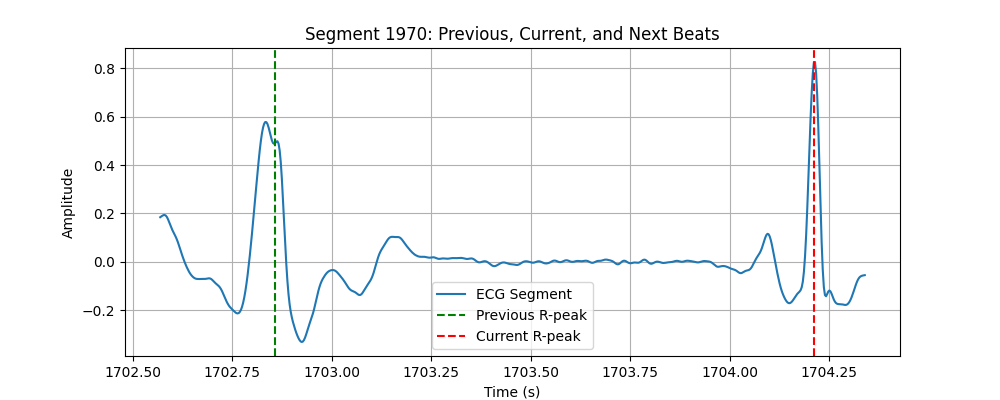 Segment 1970: Previous, Current, and Next Beats
0.8
0.6
0.4
0.2
0.0
−0.2
Amplitude
ECG Segment
Previous R-peak
Current R-peak
1702.50 1702.75 1703.00 1703.25 1703.50 1703.75 1704.00 1704.25
Time (s)